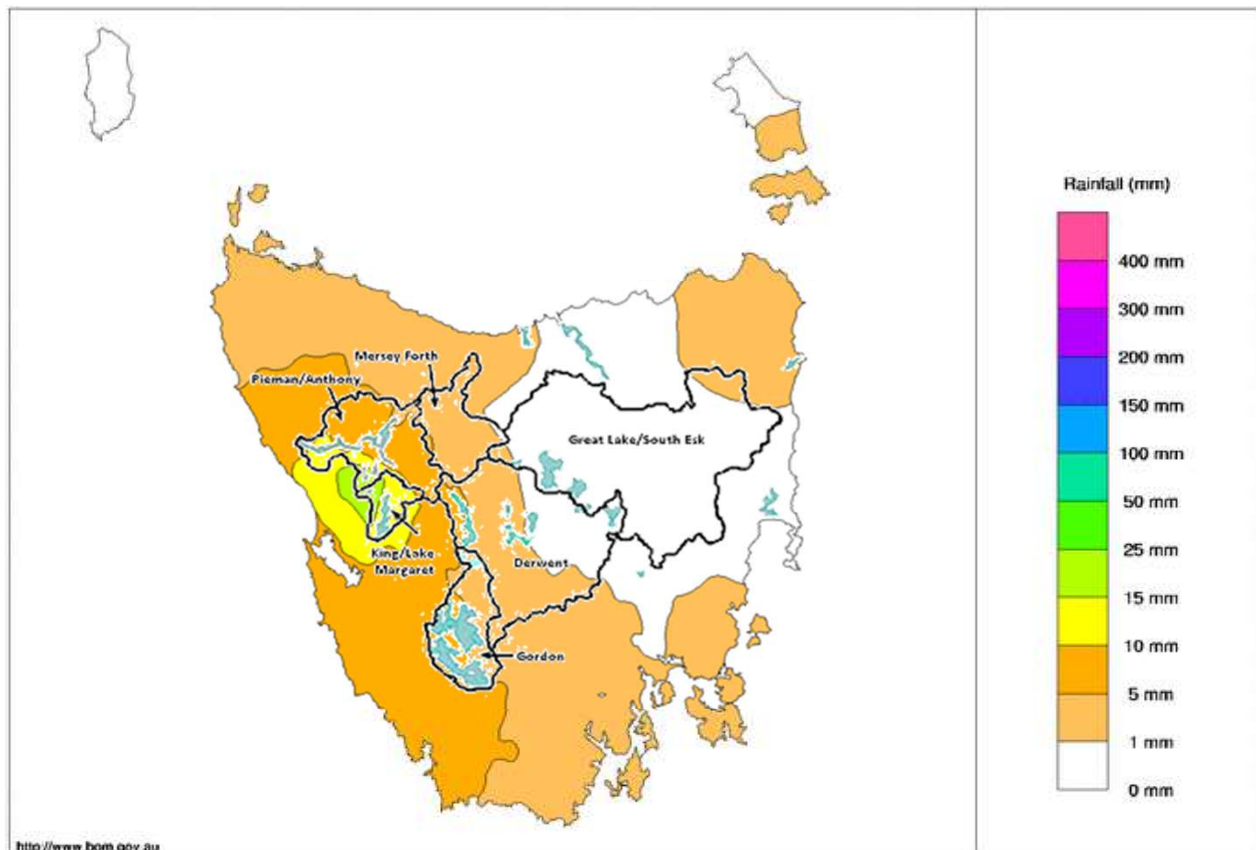 Rainfall (mm)
400 mm
300 mm
200 mm
150 mm
100 mm
50 mm
25 mm
15 mm
10 mm
5 mm
1 mm
0 mm
Mersey Forth
Pieman/Anthony
Great Lake/South Esk
King/Lake
Margaret
Derwent
Gordon
http://www.bom.gov.au